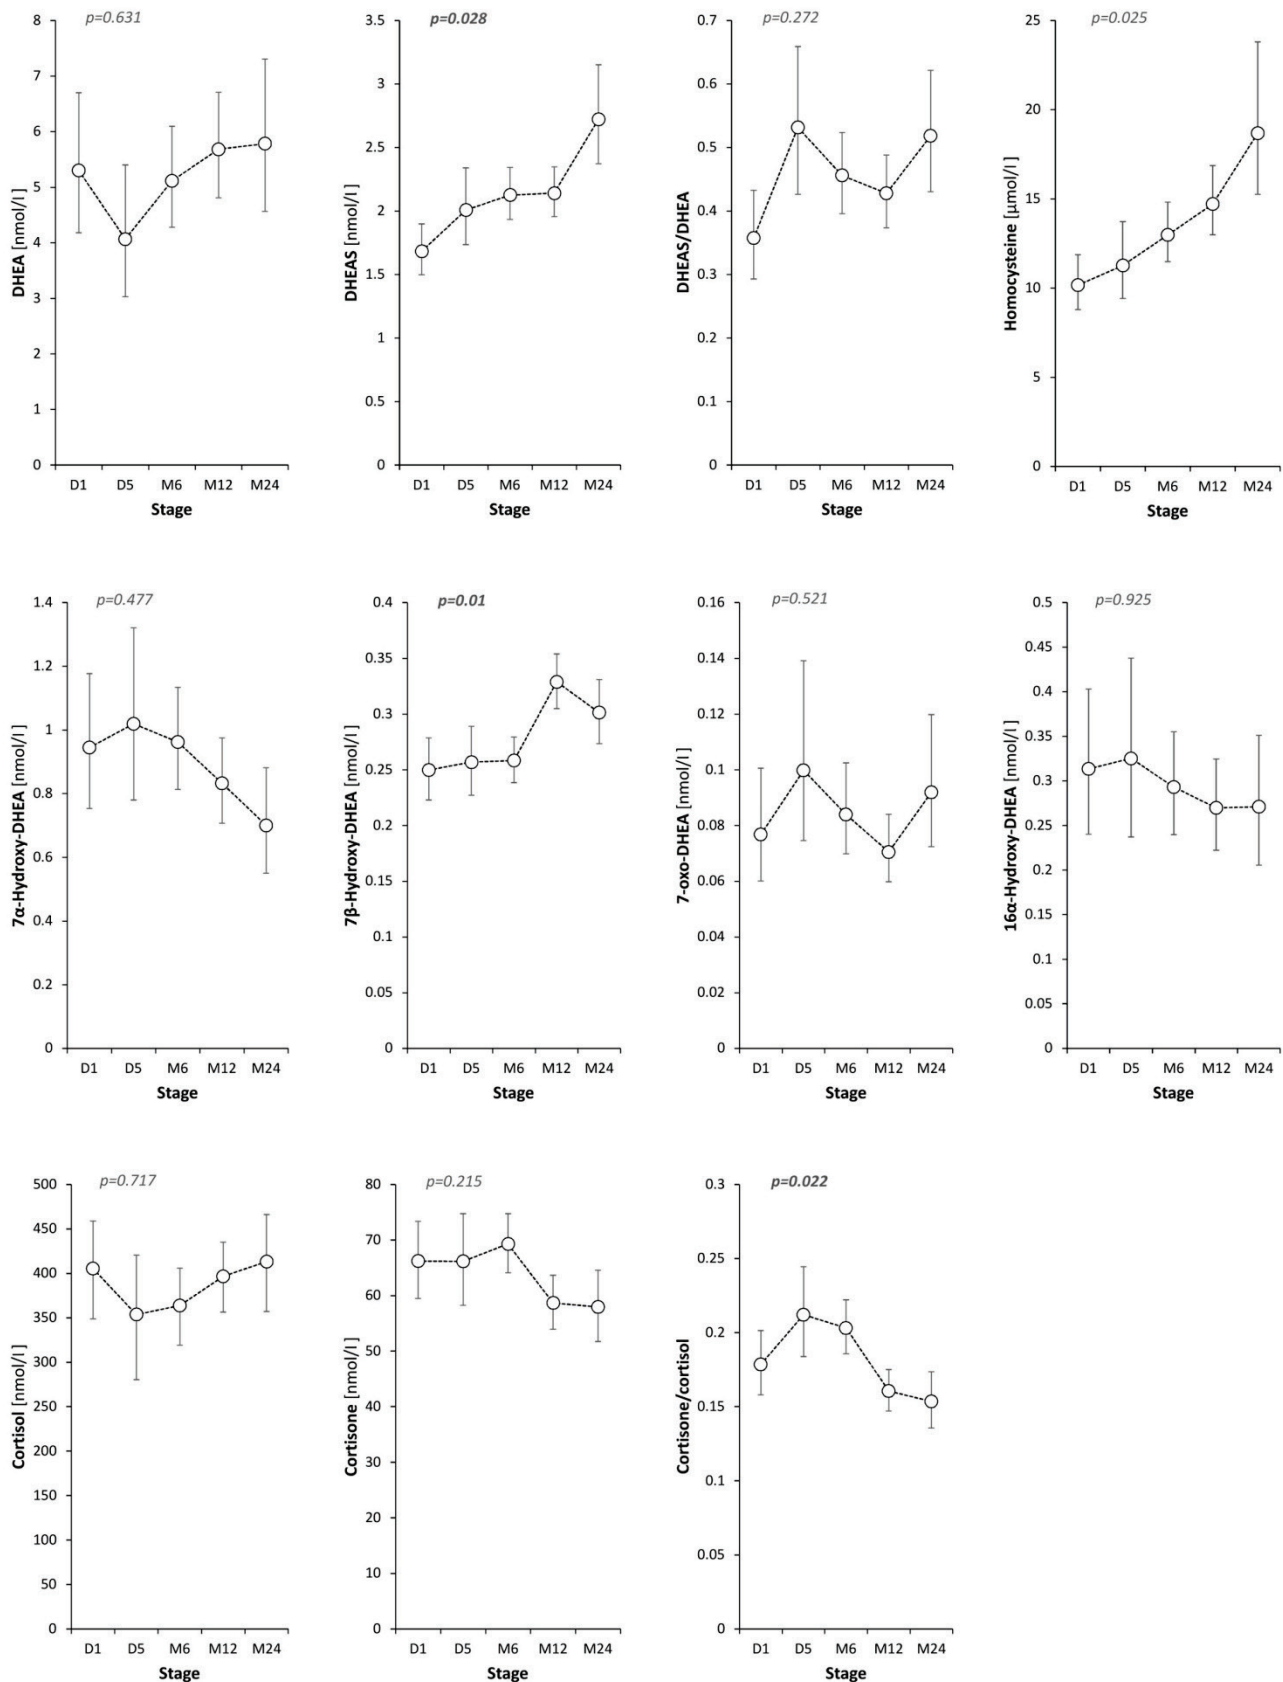 p=0.631
DHEA [nmol/l]
8
7
6
5
4
3
2
1
0
D1 D5 M6 M12 M24
Stage
p=0.028
DHEAS [nmol/l]
3.5
3
2.5
2
1.5
1
0.5
0
D1 D5 M6 M12 M24
Stage
p=0.272
DHEAS/DHEA
0.7
0.6
0.5
0.4
0.3
0.2
0.1
0
D1 D5 M6 M12 M24
Stage
p=0.025
Homocysteine [µmol/l]
25
20
15
10
5
0
D1 D5 M6 M12 M24
Stage
p=0.477
7α-Hydroxy-DHEA [nmol/l]
1.4
1.2
1
0.8
0.6
0.4
0.2
0
D1 D5 M6 M12 M24
Stage
p=0.01
7β-Hydroxy-DHEA [nmol/l]
0.4
0.35
0.3
0.25
0.2
0.15
0.1
0.05
0
D1 D5 M6 M12 M24
Stage
p=0.521
7-oxo-DHEA [nmol/l]
0.16
0.14
0.12
0.1
0.08
0.06
0.04
0.02
0
D1 D5 M6 M12 M24
Stage
p=0.925
16α-Hydroxy-DHEA [nmol/l]
0.5
0.45
0.4
0.35
0.3
0.25
0.2
0.15
0.1
0.05
0
D1 D5 M6 M12 M24
Stage
p=0.717
Cortisol [nmol/l]
500
450
400
350
300
250
200
150
100
50
0
D1 D5 M6 M12 M24
Stage
p=0.215
Cortisone [nmol/l]
80
70
60
50
40
30
20
10
0
D1 D5 M6 M12 M24
Stage
p=0.022
Cortisone/cortisol
0.3
0.25
0.2
0.15
0.1
0.05
0
D1 D5 M6 M12 M24
Stage